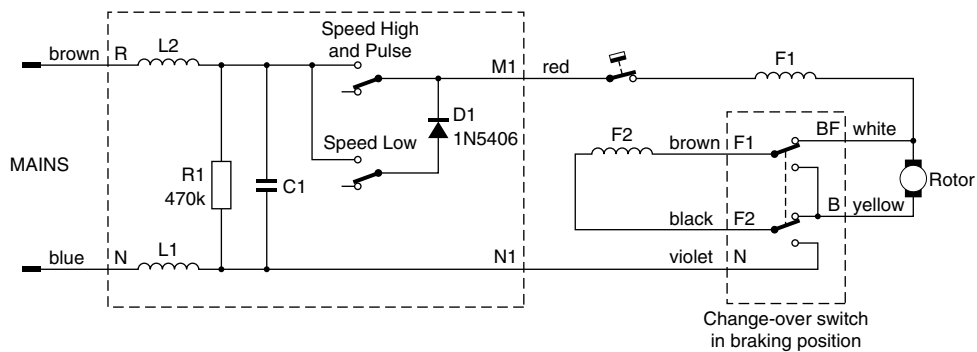 Speed High
and Pulse
brown R L2
M1 red
F1
D1
1N5406
F2
brown F1
BF white
Speed Low
MAINS
R1
470k
C1
Rotor
black F2
B yellow
L1
blue N
N1
violet N
Change-over switch
in braking position